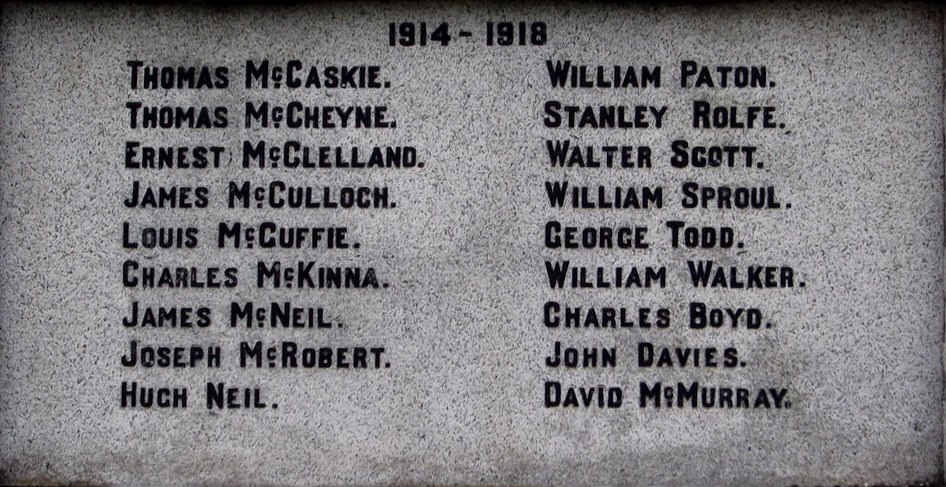 1914 - 1918
THOMAS McCASKIE.
THOMAS McCHEYNE.
ERNEST McCLELLAND.
JAMES McCULLOCH.
LOUIS McGUFFIE.
CHARLES McKINNA.
JAMES McNEIL.
JOSEPH McROBERT.
HUGH NEIL.
WILLIAM PATON.
STANLEY ROLFE.
WALTER SCOTT.
WILLIAM SPROUL.
GEORGE TODD.
WILLIAM WALKER.
CHARLES BOYD.
JOHN DAVIES.
DAVID McMURRAY.